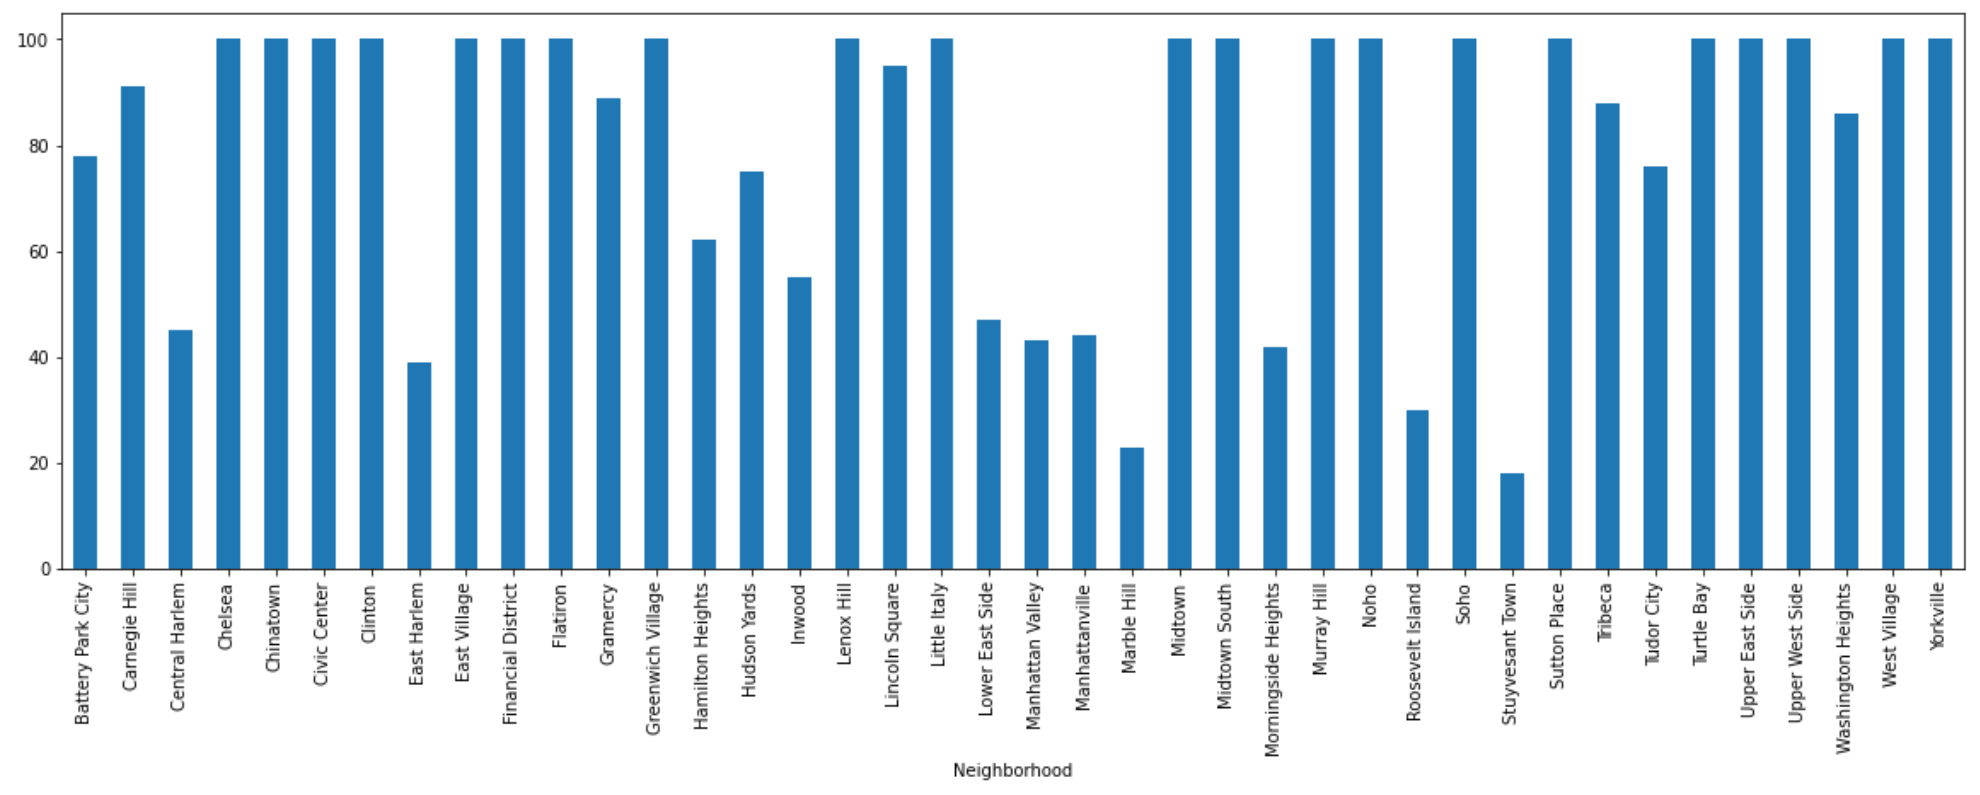 100
80
60
40
20
0
Battery Park City
Carnegie Hill
Central Harlem
Chelsea
Chinatown
Civic Center
Clinton
East Harlem
East Village
Financial District
Flatiron
Gramercy
Greenwich Village
Hamilton Heights
Hudson Yards
Inwood
Lenox Hill
Lincoln Square
Little Italy
Lower East Side
Manhattan Valley
Manhattanville
Marble Hill
Midtown
Midtown South
Morningside Heights
Murray Hill
Noho
Roosevelt Island
Soho
Stuyvesant Town
Sutton Place
Tribeca
Tudor City
Turtle Bay
Upper East Side
Upper West Side
Washington Heights
West Village
Yorkville
Neighborhood